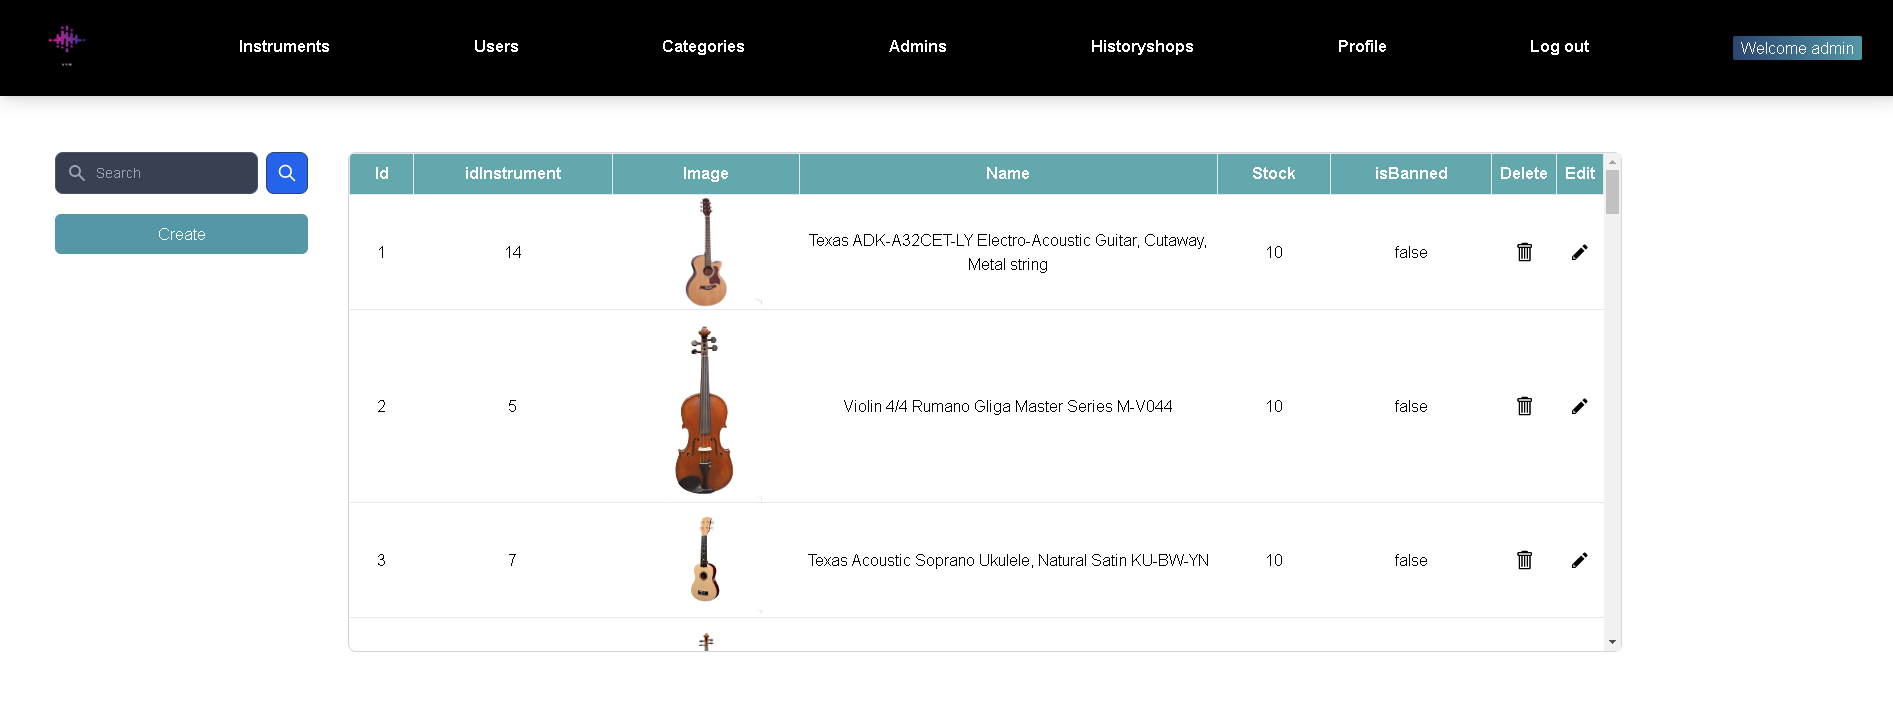 Instruments Users Categories Admins Historyshops Profile Log out Welcome admin
Search
Create
Id idInstrument Image Name Stock isBanned Delete Edit
1 14 Texas ADK-A32CET-LY Electro-Acoustic Guitar, Cutaway, Metal string 10 false
2 5 Violin 4/4 Rumano Gliga Master Series M-V044 10 false
3 7 Texas Acoustic Soprano Ukulele, Natural Satin KU-BW-YN 10 false